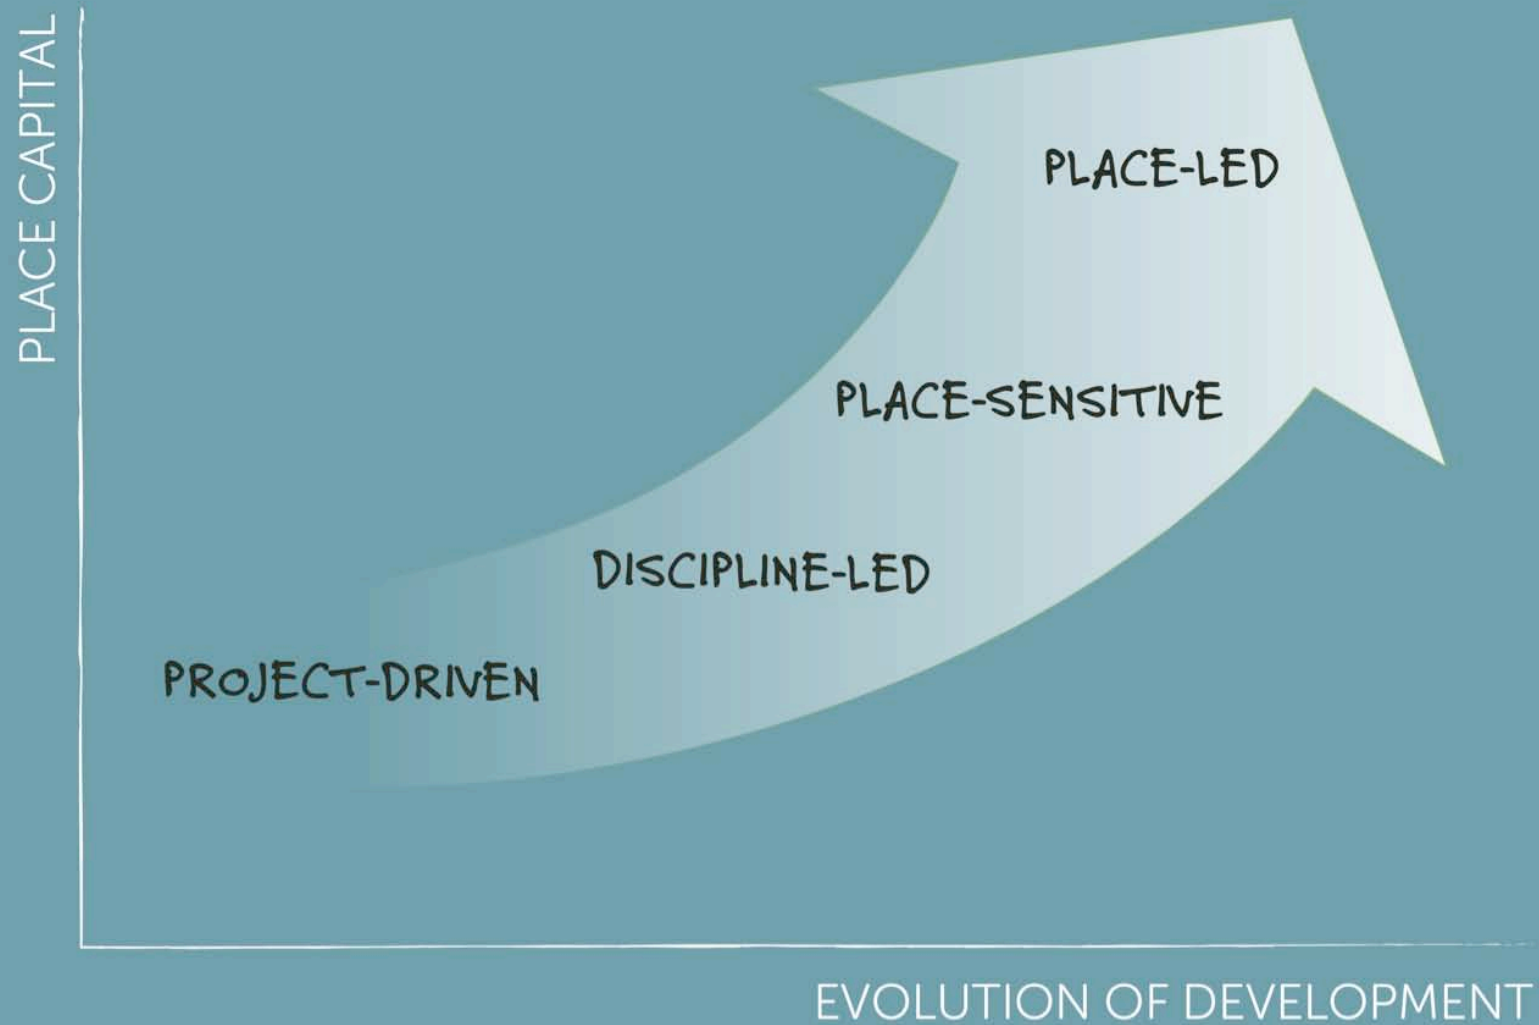 PLACE CAPITAL
PLACE-LED
PLACE-SENSITIVE
DISCIPLINE-LED
PROJECT-DRIVEN
EVOLUTION OF DEVELOPMENT